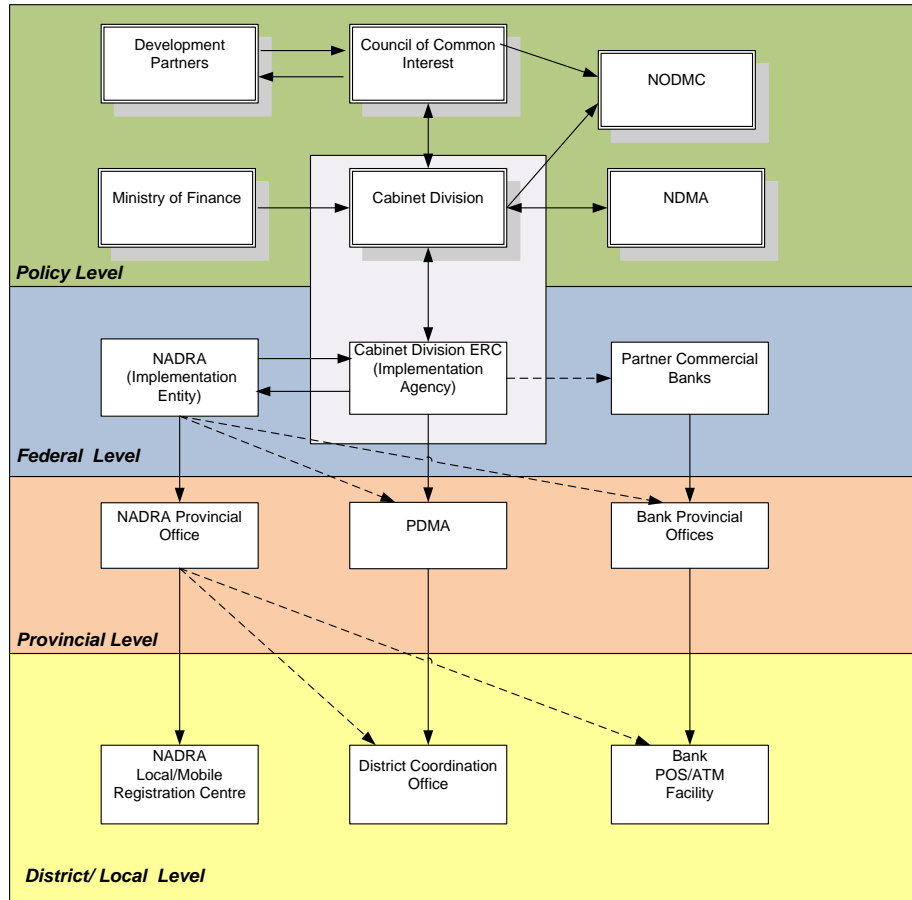 Development
Partners
Council of Common
Interest
NODMC
Ministry of Finance
Cabinet Division
NDMA
Policy Level
NADRA
(Implementation
Entity)
Cabinet Division ERC
(Implementation
Agency)
Partner Commercial
Banks
Federal  Level
NADRA Provincial
Office
PDMA
Bank Provincial
Offices
Provincial Level
NADRA
Local/Mobile
Registration Centre
District Coordination
Office
Bank
POS/ATM
Facility
District/ Local  Level